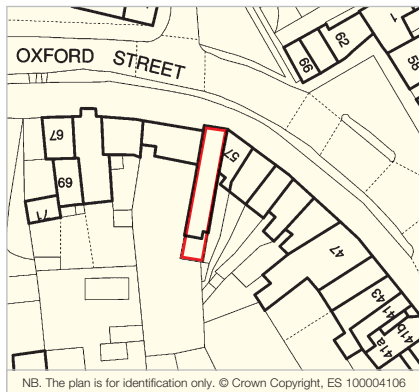 OXFORD STREET
62
66
58
67
57
69
71
47
43
41
41b
41a
NB. The plan is for identification only. © Crown Copyright, ES 100004106